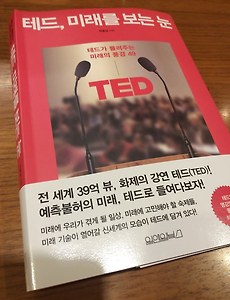 테드, 미래를 보는 눈
테드가 들려주는
미래의 풍경
TED
전 세계 39억 뷰, 화제의 강연 테드(TED)!
예측불허의 미래, 테드로 들여다보자!
미래에 우리가 겪게 될 일상, 미래에 고민해야 할 숙제들,
미래 기술이 열어갈 신세계의 모습이 테드에 담겨 있다!